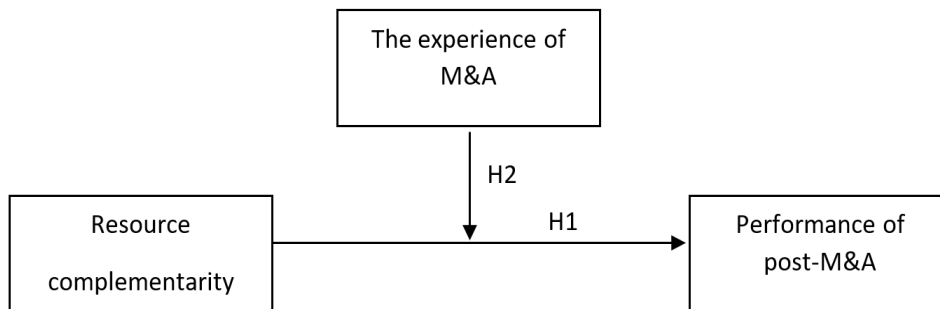 The experience of
M&A
H2
H1
Resource
complementarity
Performance of
post-M&A